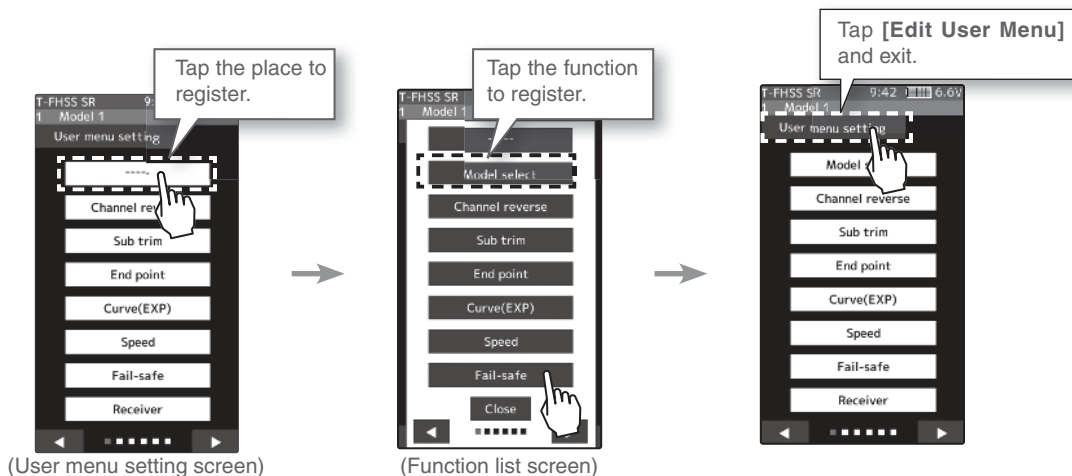 Tap the place to
register.
T-FHSS SR 9:
1 Model 1
User menu setting
-----
Channel re
Sub trim
End point
Curve(EXP)
Speed
Fail-safe
Receiver
(User menu setting screen)
Tap the function
to register.
T-FHSS SR
1 Model 1
-----
Model select
Channel reverse
Sub trim
End point
Curve(EXP)
Speed
Fail-safe
Close
(Function list screen)
Tap [Edit User Menu]
and exit.
T-FHSS SR 9:42 6.6V
1 Model 1
User menu setting
Model s
Channel reverse
Sub trim
End point
Curve(EXP)
Speed
Fail-safe
Receiver